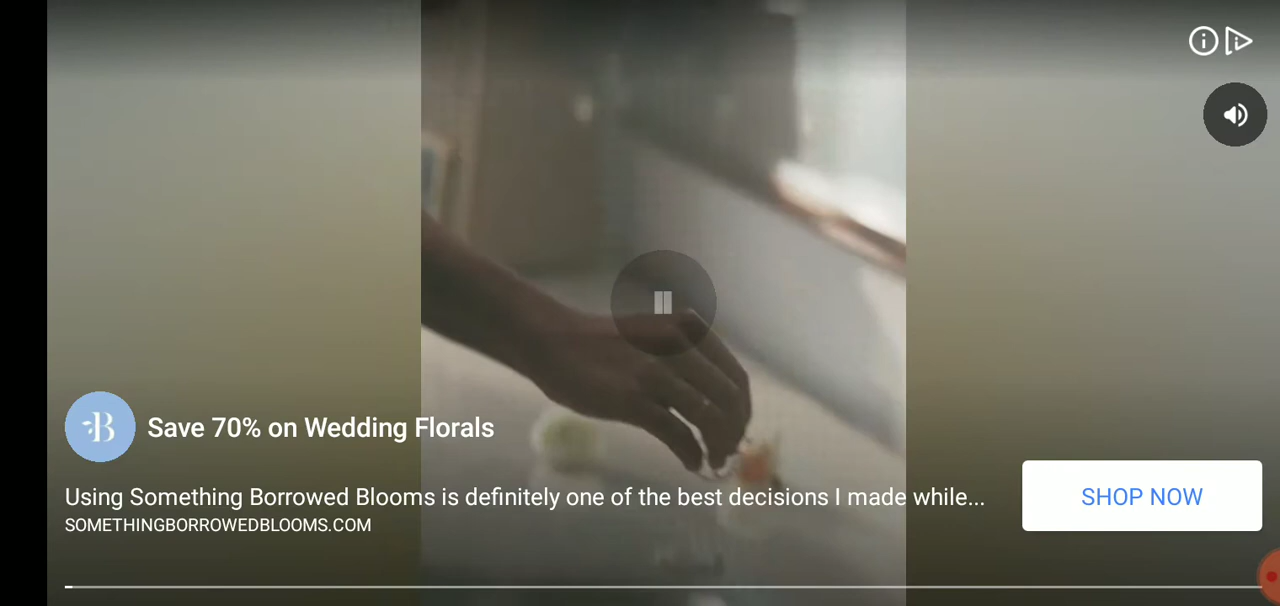 B
Save 70% on Wedding Florals
Using Something Borrowed Blooms is definitely one of the best decisions I made while...
SOMETHINGBORROWEDBLOOMS.COM
SHOP NOW